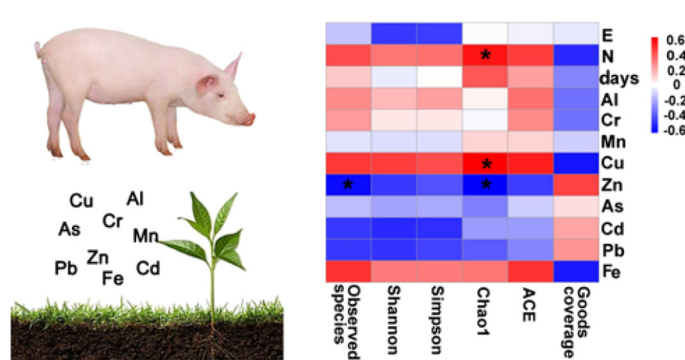 E
N
days
Al
Cr
Mn
Cu
Zn
As
Cd
Pb
Fe
0.6
0.4
0.2
0
-0.2
-0.4
-0.6
*
*
*
*
Observed
species
Shannon
Simpson
Chao1
ACE
Goods
coverage
Cu
Al
As
Cr
Mn
Zn
Pb
Fe
Cd